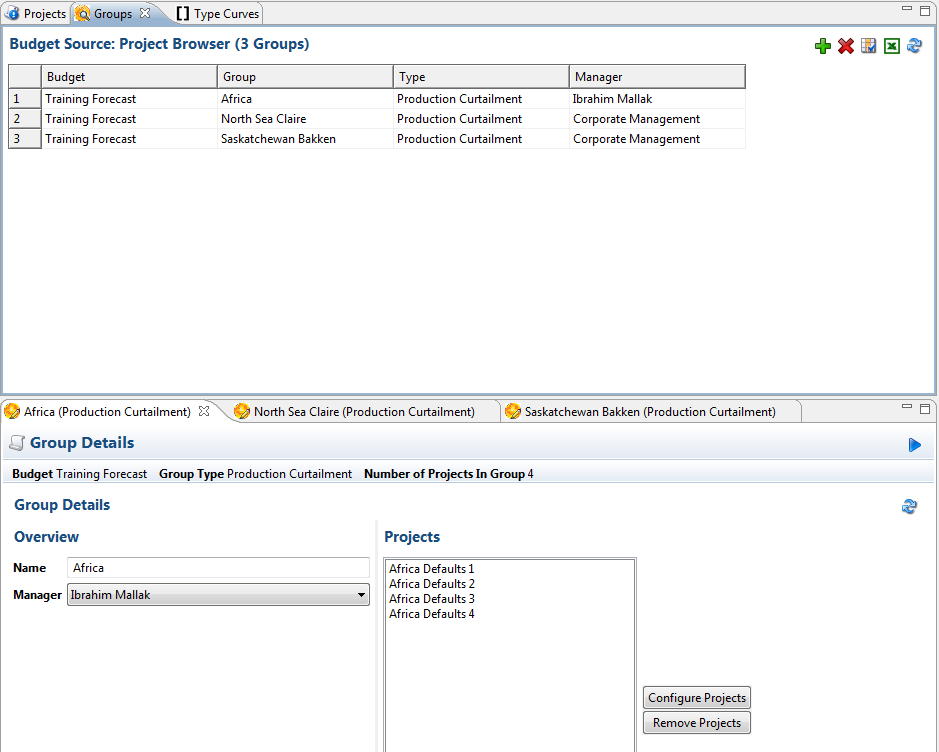 Projects Groups [] Type Curves
Budget Source: Project Browser (3 Groups)
Budget Group Type Manager
1 Training Forecast Africa Production Curtailment Ibrahim Mallak
2 Training Forecast North Sea Claire Production Curtailment Corporate Management
3 Training Forecast Saskatchewan Bakken Production Curtailment Corporate Management
Africa (Production Curtailment) North Sea Claire (Production Curtailment) Saskatchewan Bakken (Production Curtailment)
Group Details
Budget Training Forecast Group Type Production Curtailment Number of Projects In Group 4
Group Details
Overview
Name Africa
Manager Ibrahim Mallak
Projects
Africa Defaults 1
Africa Defaults 2
Africa Defaults 3
Africa Defaults 4
Configure Projects
Remove Projects